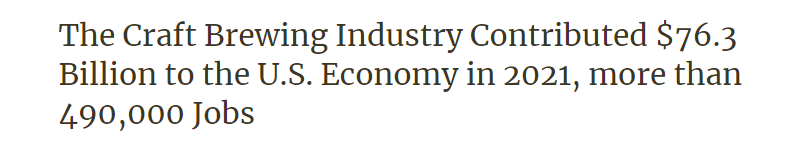 The Craft Brewing Industry Contributed $76.3
Billion to the U.S. Economy in 2021, more than
490,000 Jobs